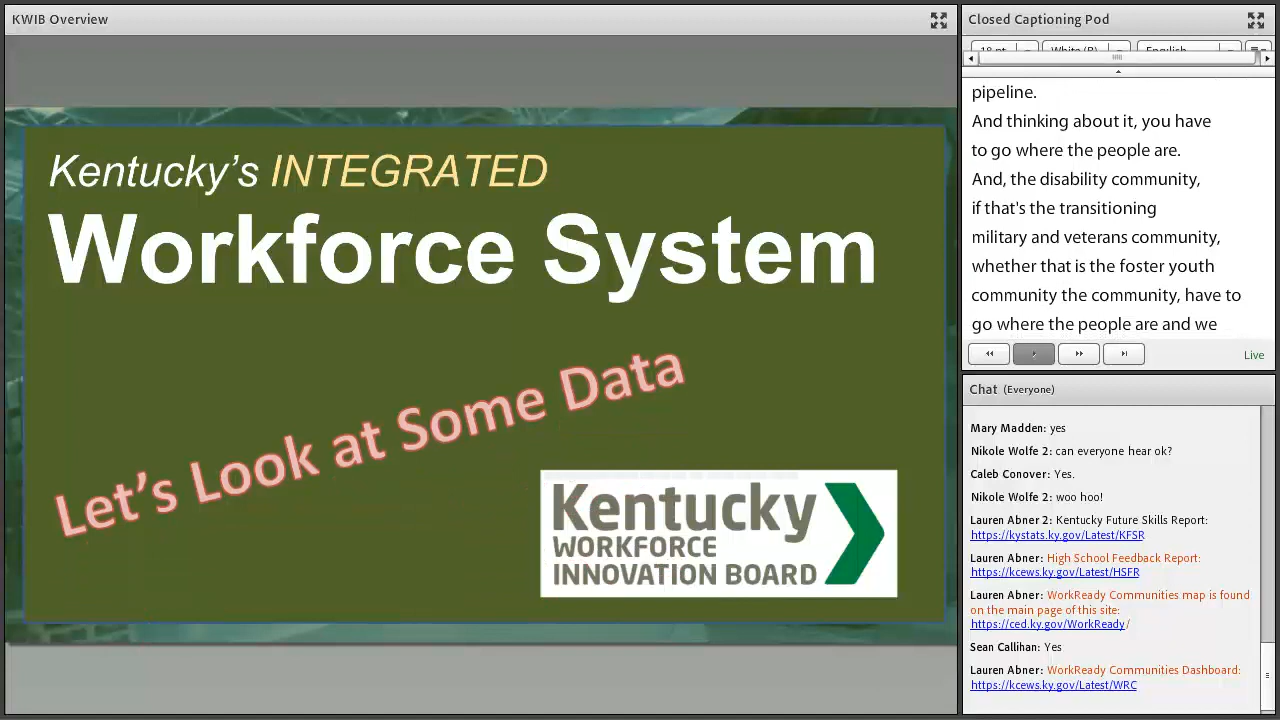 KWIB Overview
Kentucky’s INTEGRATED
Workforce System
Let’s Look at Some Data
Kentucky
WORKFORCE
INNOVATION BOARD
Closed Captioning Pod
18 pt
White (B)
English
pipeline.
And thinking about it, you have
to go where the people are.
And, the disability community,
if that's the transitioning
military and veterans community,
whether that is the foster youth
community the community, have to
go where the people are and we
Live
Chat (Everyone)
Mary Madden: yes
Nikole Wolfe 2: can everyone hear ok?
Caleb Conover: Yes.
Nikole Wolfe 2: woo hoo!
Lauren Abner 2: Kentucky Future Skills Report:
https://kystats.ky.gov/Latest/KFSR
Lauren Abner: High School Feedback Report:
https://kcews.ky.gov/Latest/HSFR
Lauren Abner: WorkReady Communities map is found
on the main page of this site:
https://ced.ky.gov/WorkReady/
Sean Callihan: Yes
Lauren Abner: WorkReady Communities Dashboard:
https://kcews.ky.gov/Latest/WRC